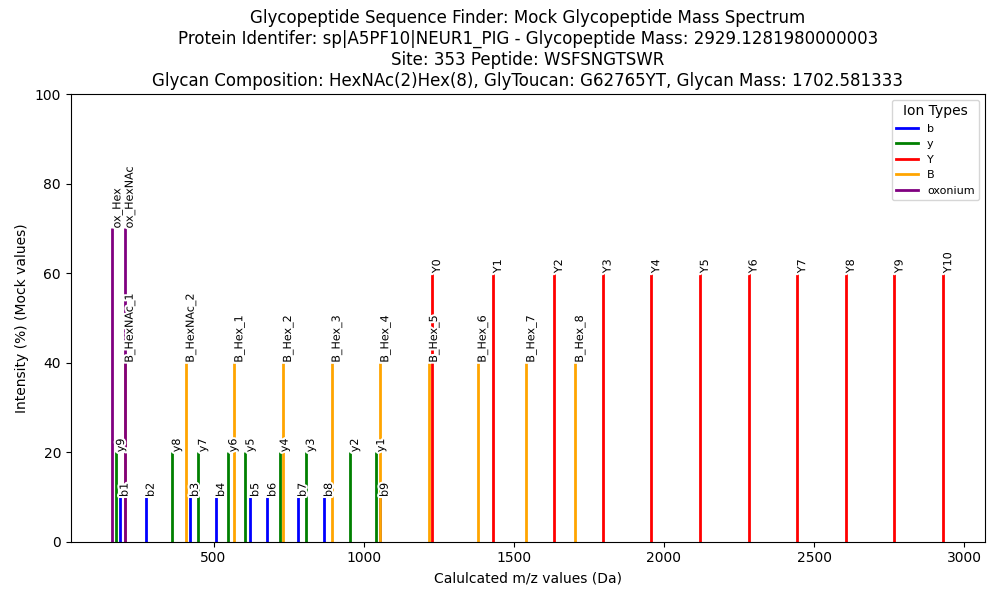 Glycopeptide Sequence Finder: Mock Glycopeptide Mass Spectrum
Protein Identifer: sp|A5PF10|NEUR1_PIG - Glycopeptide Mass: 2929.1281980000003
Site: 353 Peptide: WSFSNGTSWR
Glycan Composition: HexNAc(2)Hex(8), GlyToucan: G62765YT, Glycan Mass: 1702.581333
Intensity (%) (Mock values)
100
80
60
40
20
0
Ion Types
b
y
Y
B
oxonium
ox_Hex
ox_HexNAc
Y0
Y1
Y2
Y3
Y4
Y5
Y6
Y7
Y8
Y9
Y10
B_HexNAc_1
B_HexNAc_2
B_Hex_1
B_Hex_2
B_Hex_3
B_Hex_4
B_Hex_5
B_Hex_6
B_Hex_7
B_Hex_8
y9
y8
y7
y6
y5
y4
y3
y2
y1
b1
b2
b3
b4
b5
b6
b7
b8
b9
500
1000
1500
2000
2500
3000
Calulcated m/z values (Da)